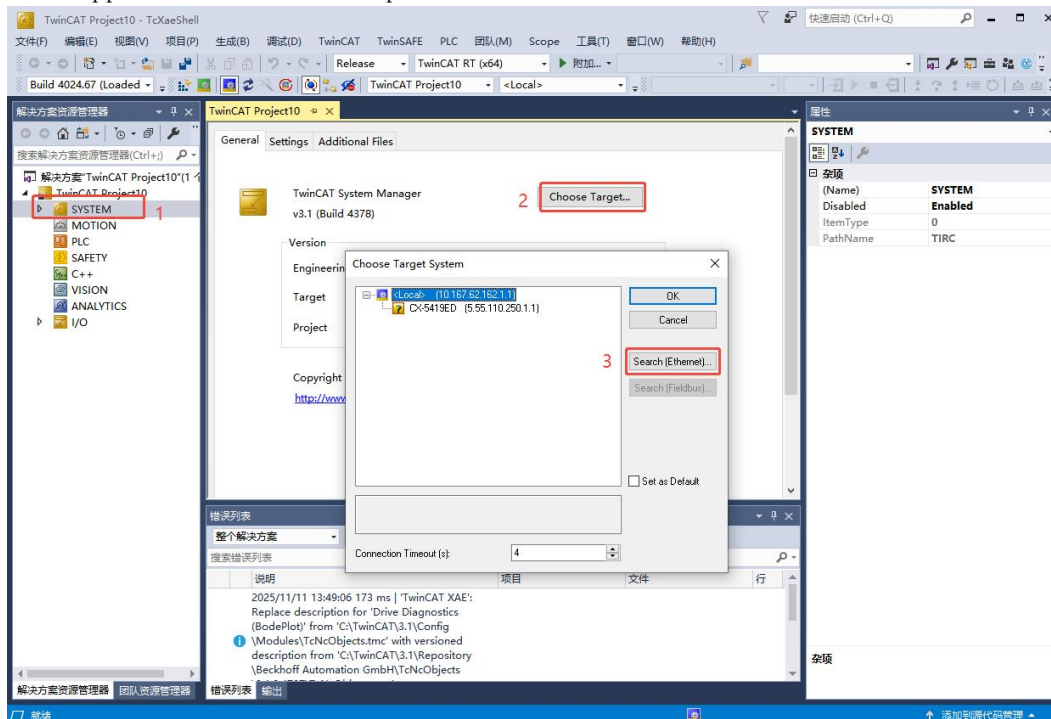 TwinCAT Project10 - TcXaeShell
快速启动 (Ctrl+Q)
文件(F) 编辑(E) 视图(V) 项目(P) 生成(B) 调试(D) TwinCAT TwinSAFE PLC 团队(M) Scope 工具(T) 窗口(W) 帮助(H)
Release TwinCAT RT (x64) 附加...
Build 4024.67 (Loaded TwinCAT Project10 <Local>
解决方案资源管理器
搜索解决方案资源管理器(Ctrl+;)
解决方案"TwinCAT Project10"(1 个
TwinCAT Project10
SYSTEM 1
MOTION
PLC
SAFETY
C++
VISION
ANALYTICS
I/O
解决方案资源管理器 团队资源管理器
TwinCAT Project10
General Settings Additional Files
TwinCAT System Manager
v3.1 (Build 4378)
2 Choose Target...
Version
Engineerin
Target
Project
Copyright
http://www
Choose Target System
<Local> (10.167.62.162.1.1)
CX-5419ED (5.55.110.250.1.1)
OK
Cancel
3 Search (Ethernet)...
Search (Fieldbus)...
Set as Default
Connection Timeout (s): 4
错误列表
整个解决方案
搜索错误列表
说明 项目 文件 行
2025/11/11 13:49:06 173 ms | 'TwinCAT XAE':
Replace description for 'Drive Diagnostics
(BodePlot)' from 'C:\TwinCAT\3.1\Config
\Modules\TcNcObjects.tmc' with versioned
description from 'C:\TwinCAT\3.1\Repository
\Beckhoff Automation GmbH\TcNcObjects
错误列表 输出
属性
SYSTEM
杂项
(Name) SYSTEM
Disabled Enabled
ItemType 0
PathName TIRC
杂项
就绪
添加到源代码管理